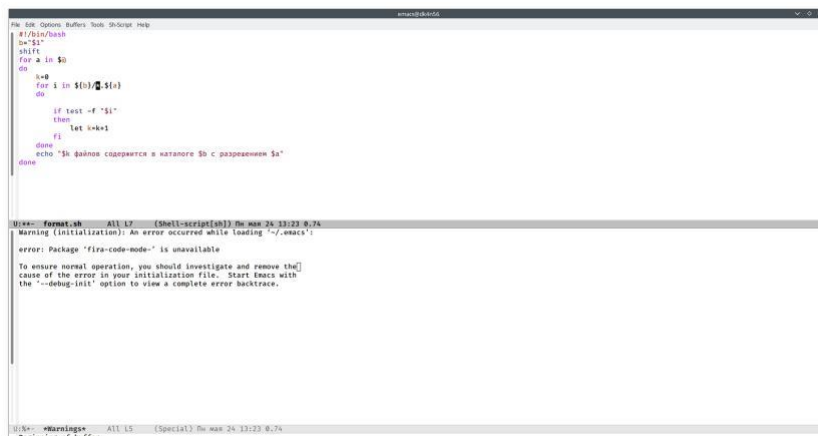 emacs@dk4n56
File Edit Options Buffers Tools Sh-Script Help
#!/bin/bash
b="$1"
shift
for a in $@
do
    k=0
    for i in ${b}/*.${a}
    do
        if test -f "$i"
        then
            let k=k+1
        fi
    done
    echo "$k файлов содержится в каталоге $b с разрешением $a"
done
U:**-  format.sh      All L7     (Shell-script[sh]) Пн мая 24 13:23 0.74
Warning (initialization): An error occurred while loading ‘~/.emacs’:
error: Package ‘fira-code-mode-’ is unavailable
To ensure normal operation, you should investigate and remove the
cause of the error in your initialization file.  Start Emacs with
the ‘--debug-init’ option to view a complete error backtrace.
U:%*-  *Warnings*     All L5     (Special) Пн мая 24 13:23 0.74